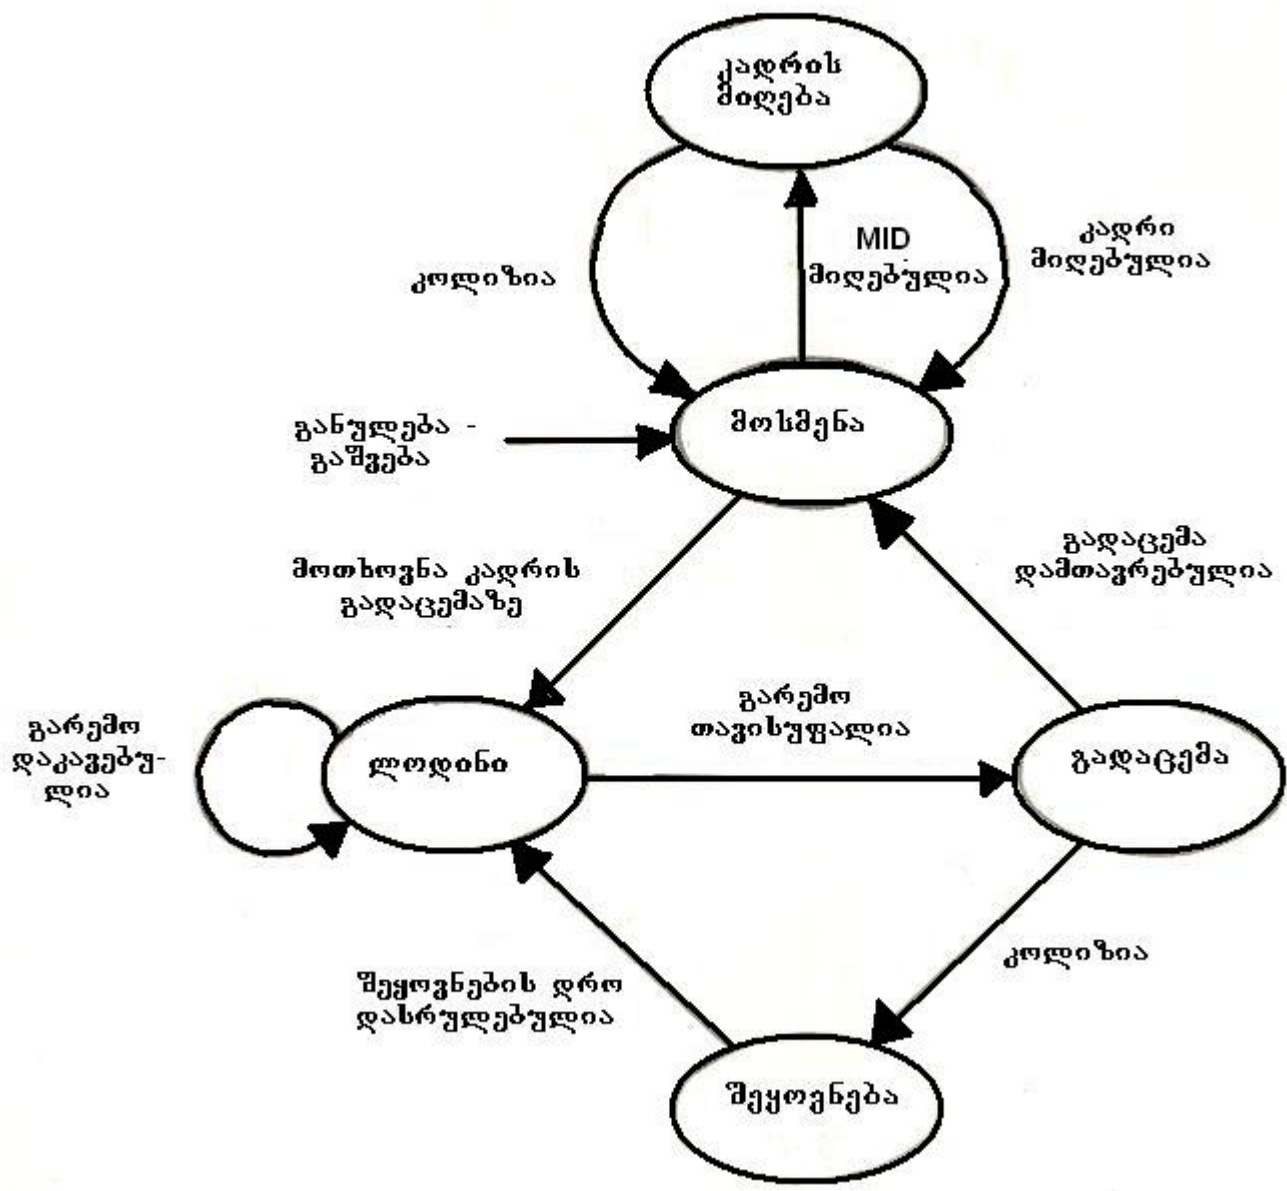 კადრის
მიღება
MID
მიღებულია
კადრი
მიღებულია
კოლიზია
მოსმენა
განულება -
გაშვება
გადაცემა
დამთავრებულია
მოთხოვნა კადრის
გადაცემაზე
გარემო
თავისუფალია
გარემო
დაკავებუ-
ლია
ლოდინი
გადაცემა
კოლიზია
შეყოვნების დრო
დასრულებულია
შეყოვნება